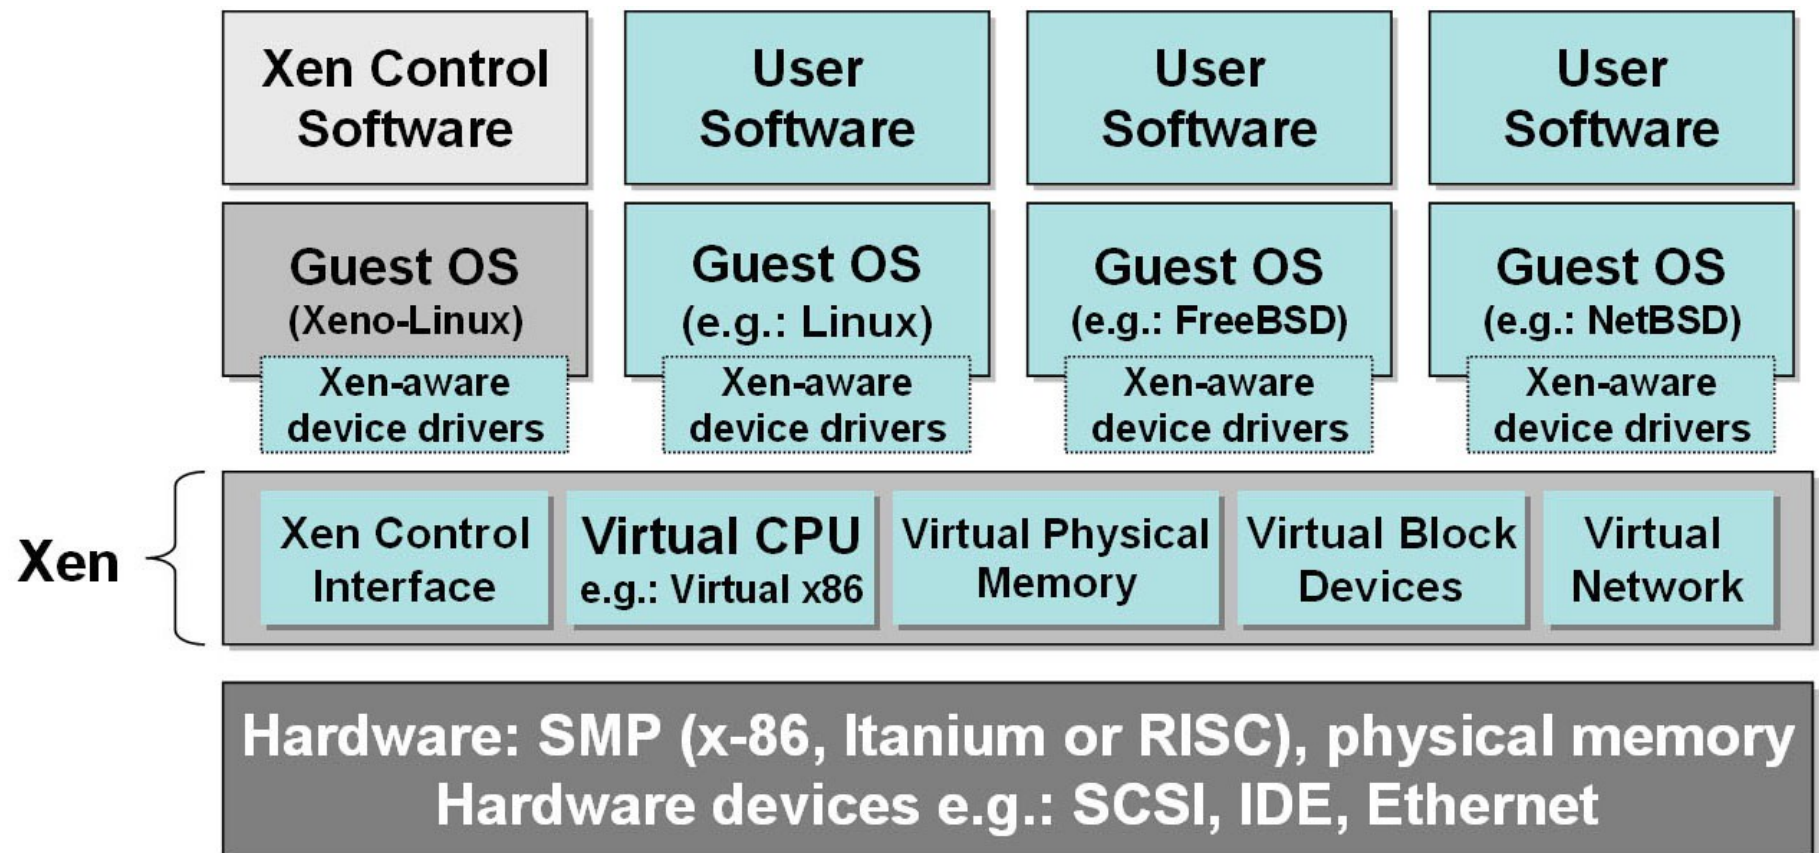 Xen Control
Software
User
Software
User
Software
User
Software
Guest OS
(Xeno-Linux)
Guest OS
(e.g.: Linux)
Guest OS
(e.g.: FreeBSD)
Guest OS
(e.g.: NetBSD)
Xen-aware
device drivers
Xen-aware
device drivers
Xen-aware
device drivers
Xen-aware
device drivers
Xen
Xen Control
Interface
Virtual CPU
e.g.: Virtual x86
Virtual Physical
Memory
Virtual Block
Devices
Virtual
Network
Hardware: SMP (x-86, Itanium or RISC), physical memory
Hardware devices e.g.: SCSI, IDE, Ethernet